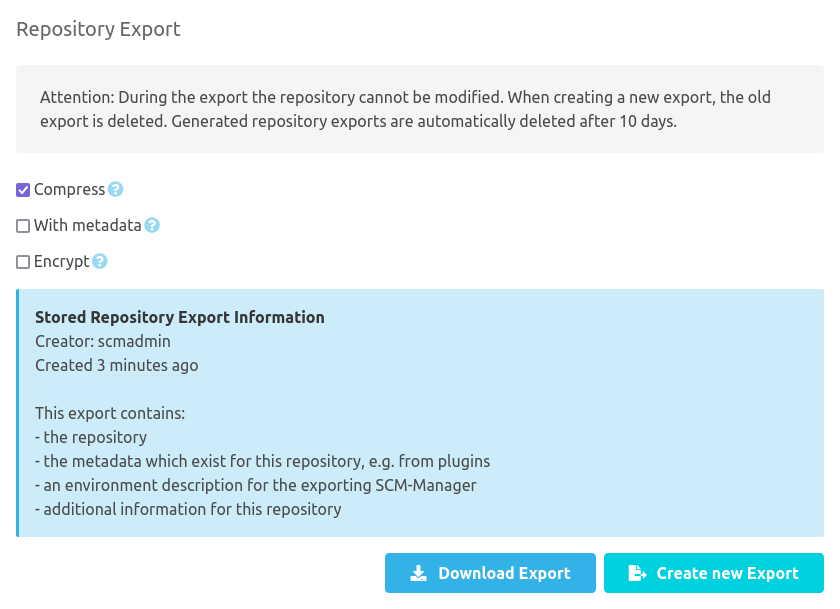 Repository Export
Attention: During the export the repository cannot be modified. When creating a new export, the old
export is deleted. Generated repository exports are automatically deleted after 10 days.
Compress ?
With metadata ?
Encrypt ?
Stored Repository Export Information
Creator: scmadmin
Created 3 minutes ago
This export contains:
- the repository
- the metadata which exist for this repository, e.g. from plugins
- an environment description for the exporting SCM-Manager
- additional information for this repository
Download Export
Create new Export